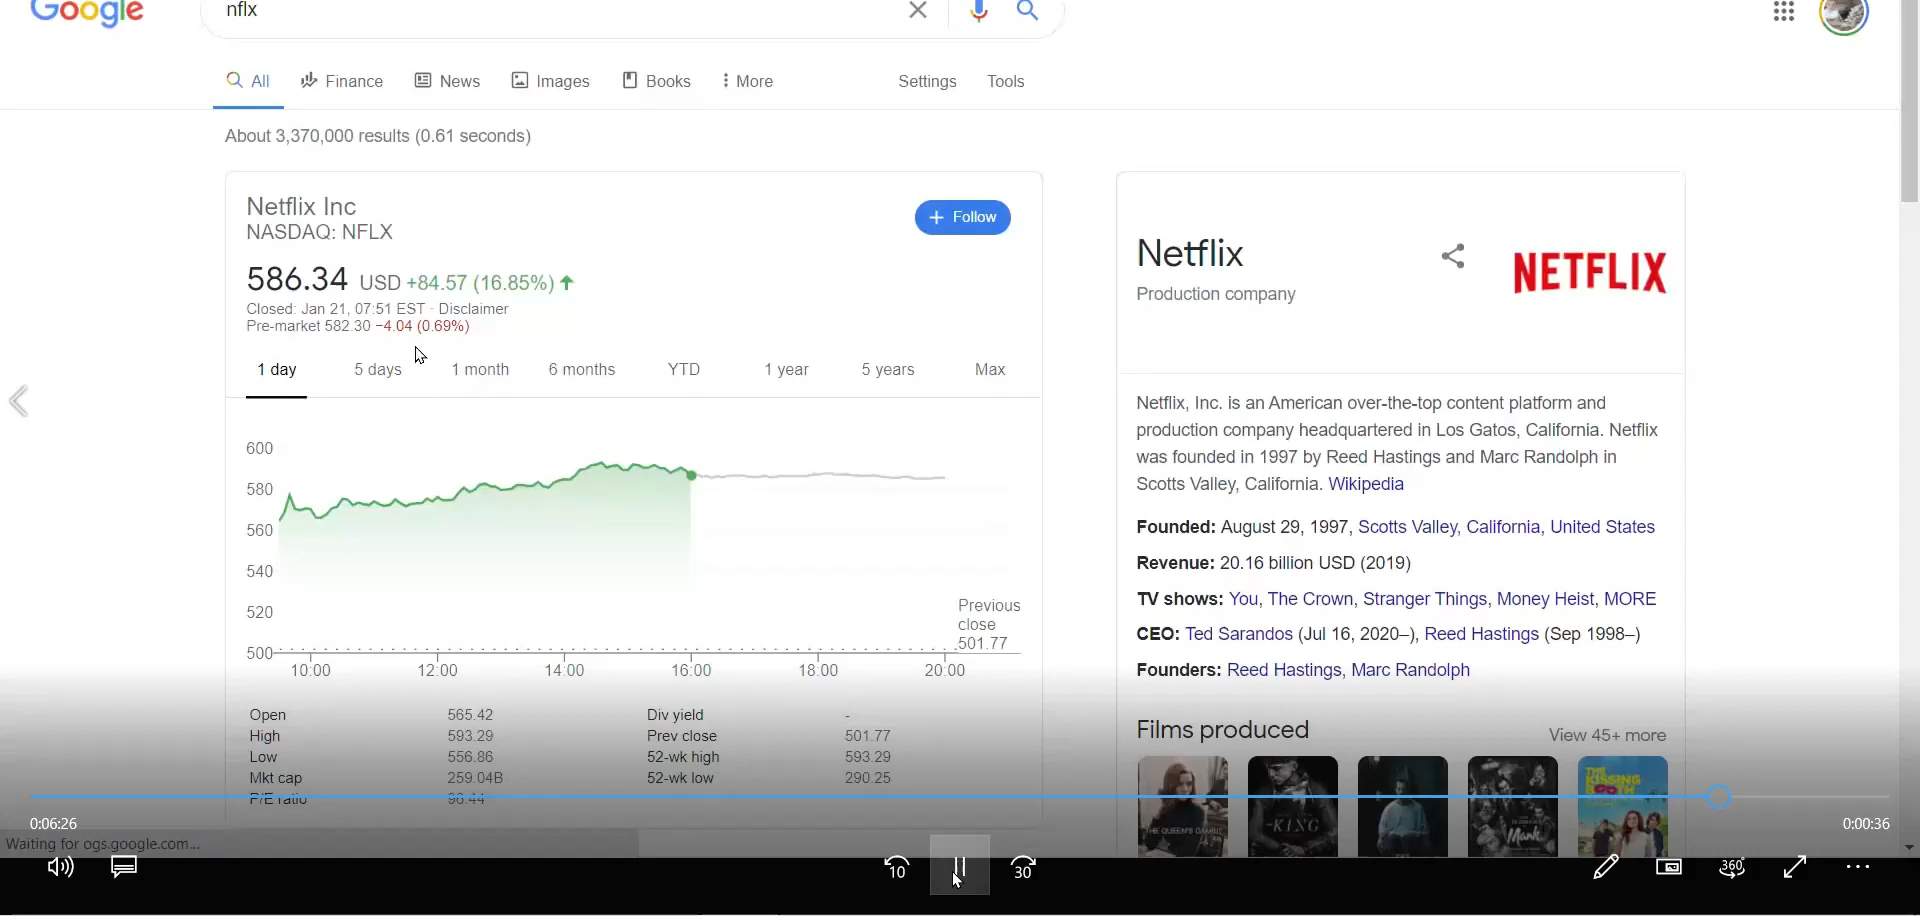 Google
nflx
All
Finance
News
Images
Books
More
Settings
Tools
About 3,370,000 results (0.61 seconds)
Netflix Inc
NASDAQ: NFLX
+ Follow
586.34 USD +84.57 (16.85%)
Closed: Jan 21, 07:51 EST · Disclaimer
Pre-market 582.30 −4.04 (0.69%)
1 day
5 days
1 month
6 months
YTD
1 year
5 years
Max
600
580
560
540
520
500
Previous
close
501.77
10:00
12:00
14:00
16:00
18:00
20:00
Open 565.42
High 593.29
Low 556.86
Mkt cap 259.04B
P/E ratio 96.44
Div yield -
Prev close 501.77
52-wk high 593.29
52-wk low 290.25
Netflix
Production company
NETFLIX
Netflix, Inc. is an American over-the-top content platform and
production company headquartered in Los Gatos, California. Netflix
was founded in 1997 by Reed Hastings and Marc Randolph in
Scotts Valley, California. Wikipedia
Founded: August 29, 1997, Scotts Valley, California, United States
Revenue: 20.16 billion USD (2019)
TV shows: You, The Crown, Stranger Things, Money Heist, MORE
CEO: Ted Sarandos (Jul 16, 2020–), Reed Hastings (Sep 1998–)
Founders: Reed Hastings, Marc Randolph
Films produced
View 45+ more
THE QUEEN'S GAMBIT
KING
Mank
THE
KISSING
BOOTH
0:06:26
0:00:36
Waiting for ogs.google.com...
10
30
360°